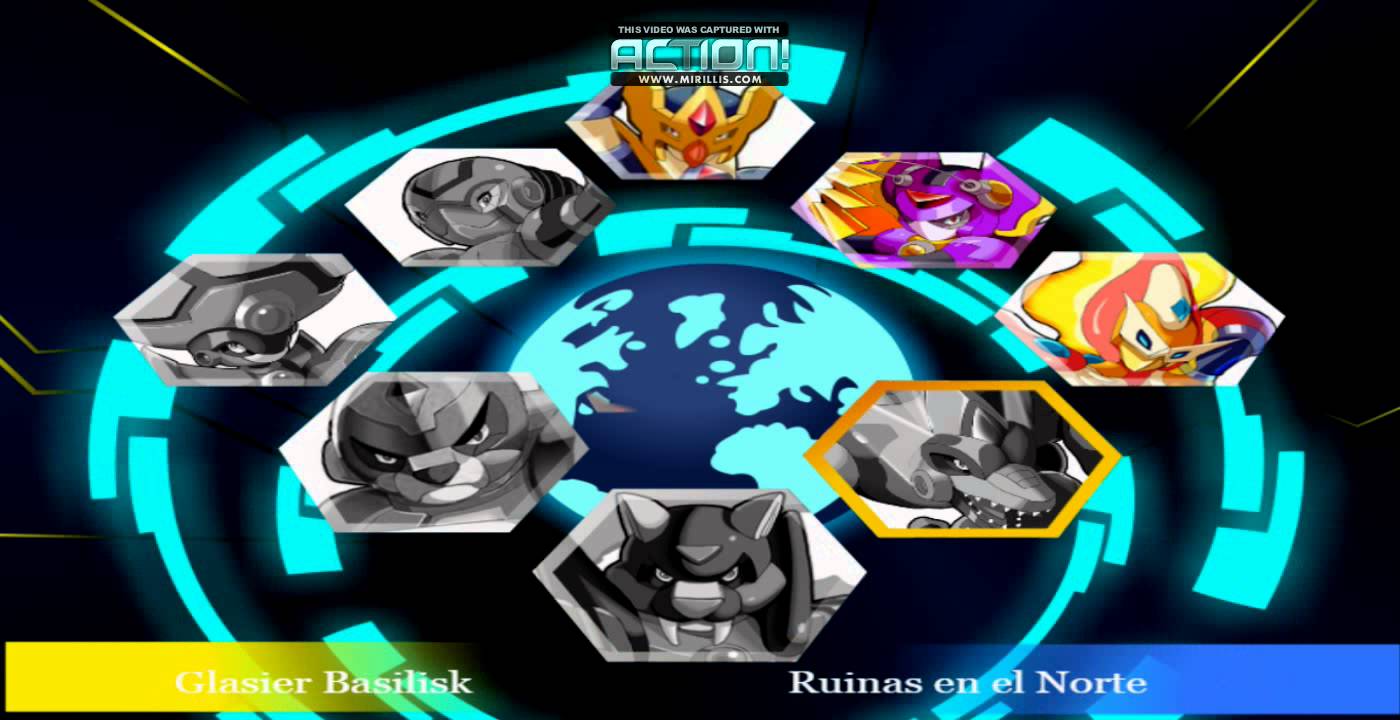 THIS VIDEO WAS CAPTURED WITH
ACTION!
WWW.MIRILLIS.COM
Glasier Basilisk
Ruinas en el Norte